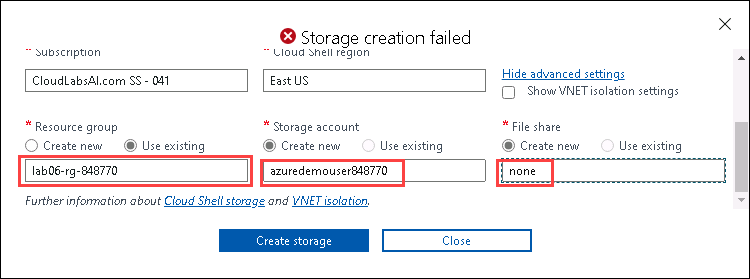 Storage creation failed
* Subscription
* Cloud Shell region
CloudLabsAI.com SS - 041
East US
Hide advanced settings
Show VNET isolation settings
* Resource group
* Storage account
* File share
Create new Use existing
Create new Use existing
Create new Use existing
lab06-rg-848770
azuredemouser848770
none
Further information about Cloud Shell storage and VNET isolation.
Create storage
Close